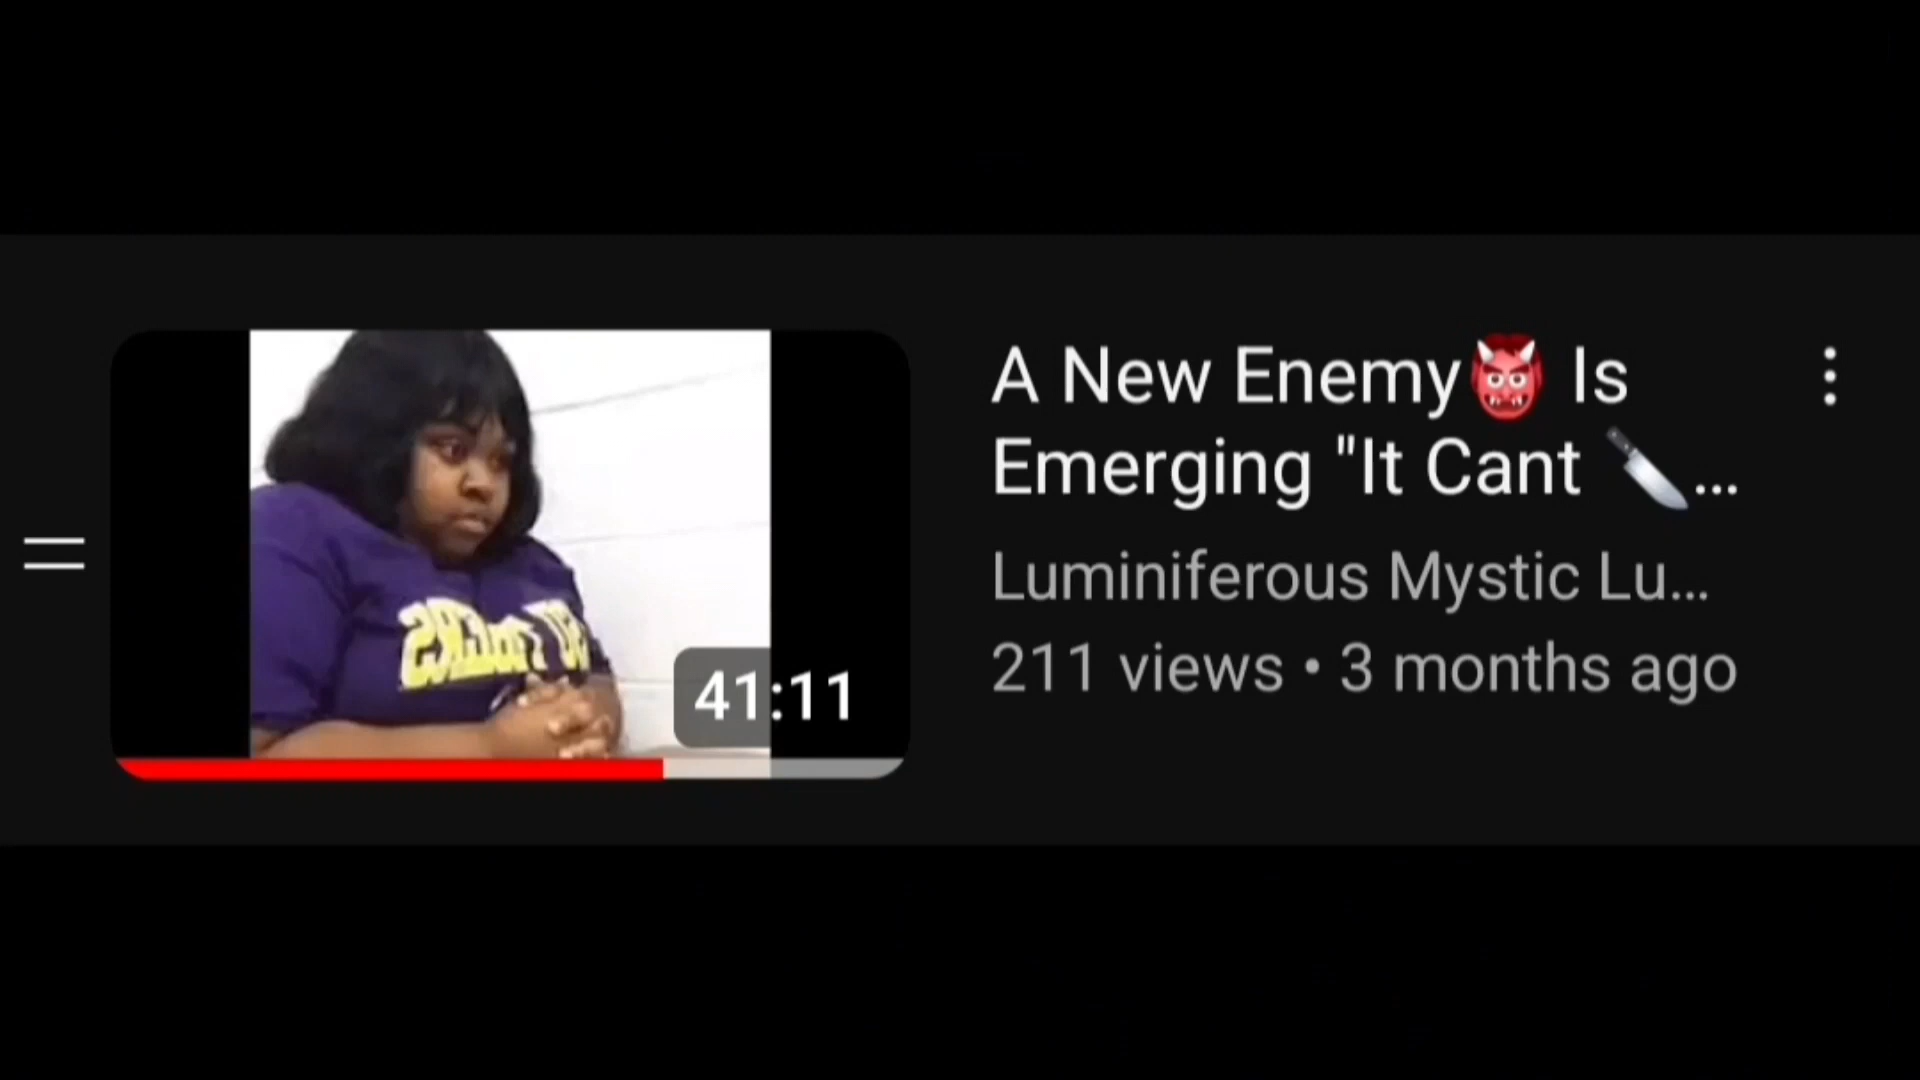 A New Enemy👹 Is
Emerging "It Cant 🔪...
Luminiferous Mystic Lu...
211 views • 3 months ago
41:11